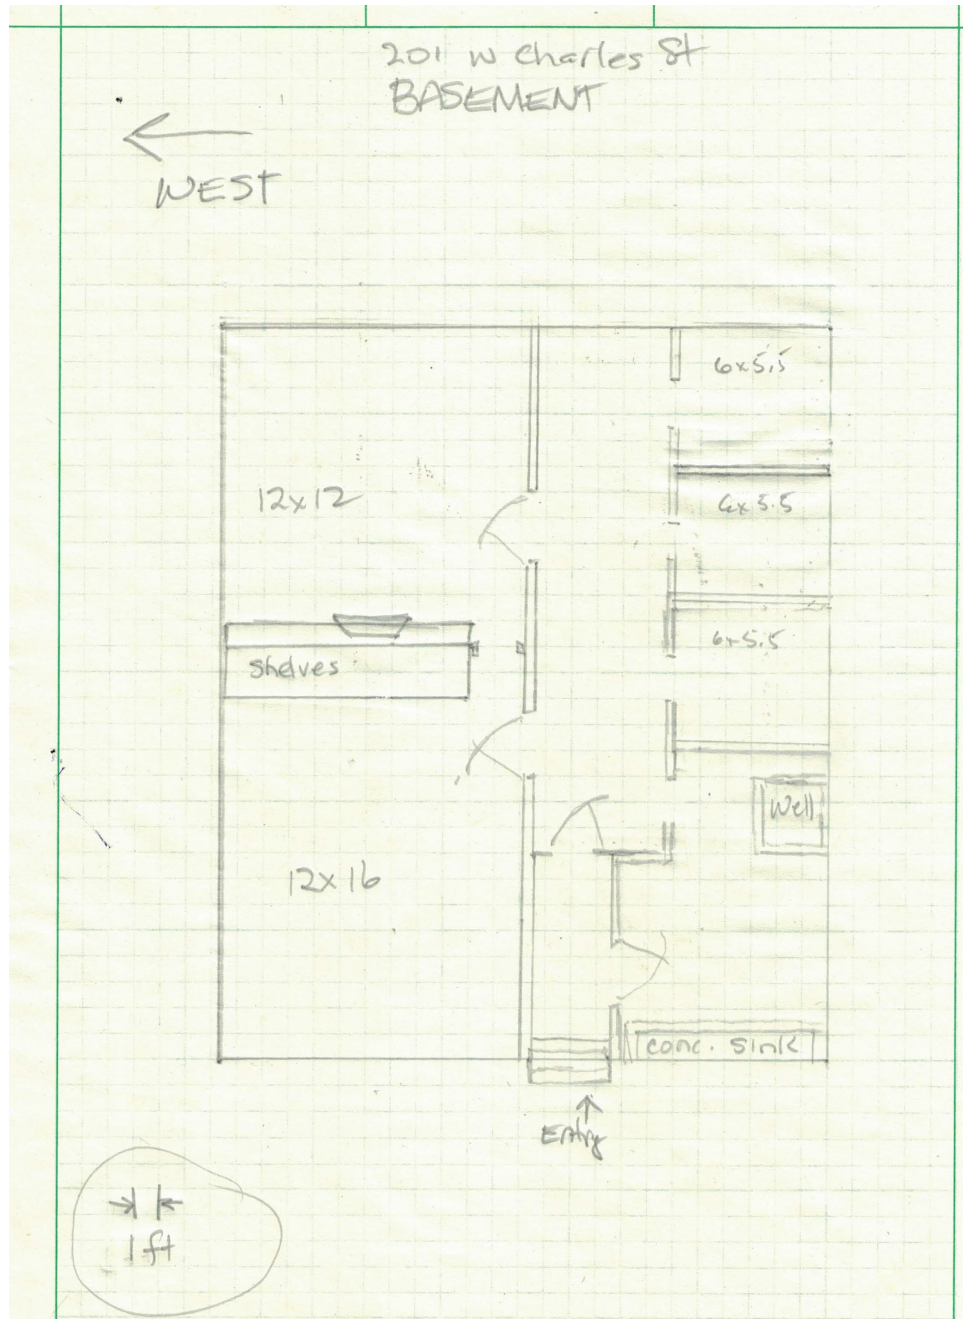 201 W Charles St
BASEMENT
WEST
6x5.5
12x12
6x5.5
6x5.5
Shelves
Well
12x16
conc. sink
Entry
1 ft